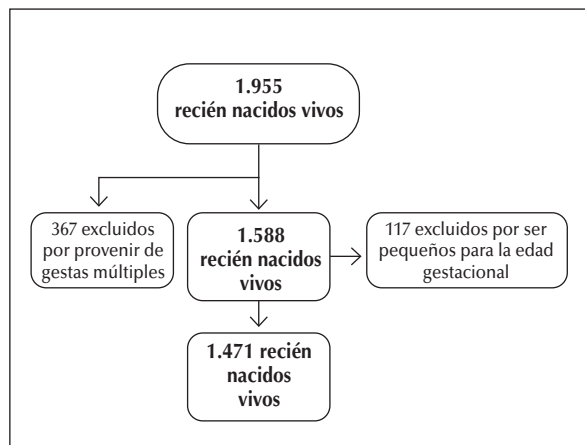 1.955
recién nacidos vivos
367 excluidos
por provenir de
gestas múltiples
1.588
recién nacidos
vivos
117 excluidos por ser
pequeños para la edad
gestacional
1.471 recién
nacidos
vivos